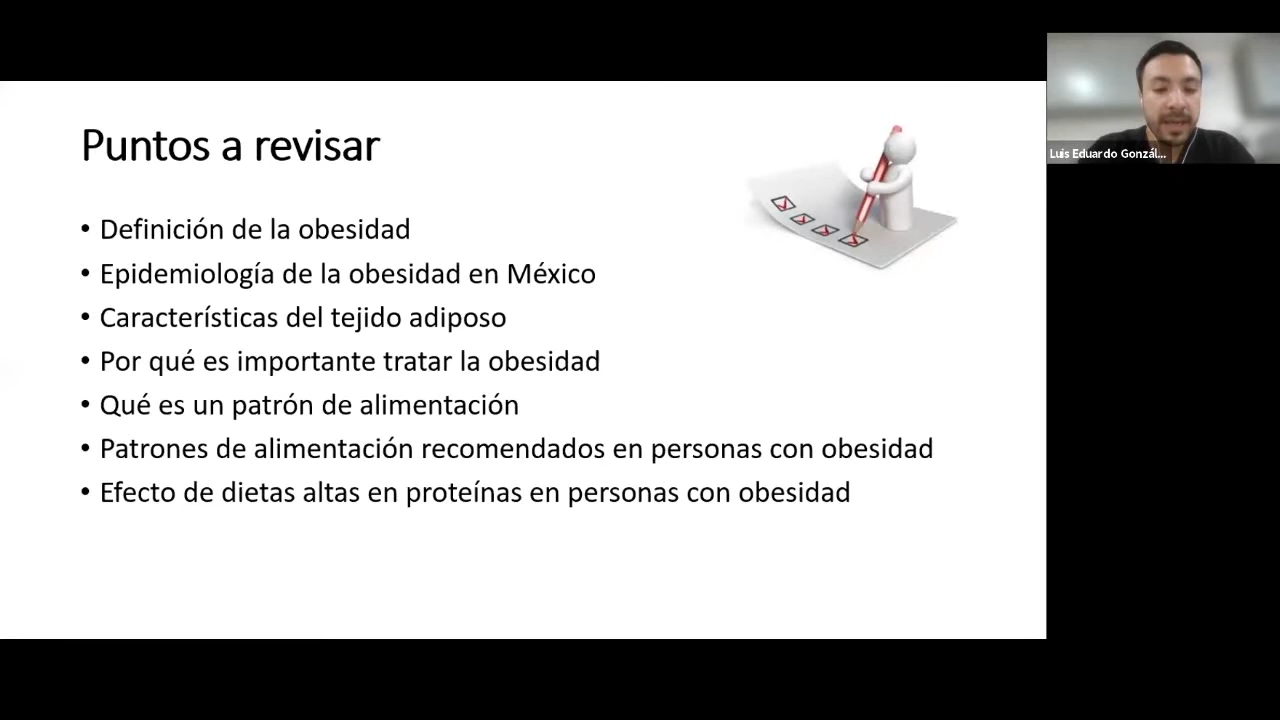 Puntos a revisar
• Definición de la obesidad
• Epidemiología de la obesidad en México
• Características del tejido adiposo
• Por qué es importante tratar la obesidad
• Qué es un patrón de alimentación
• Patrones de alimentación recomendados en personas con obesidad
• Efecto de dietas altas en proteínas en personas con obesidad
Luis Eduardo Gonzál...